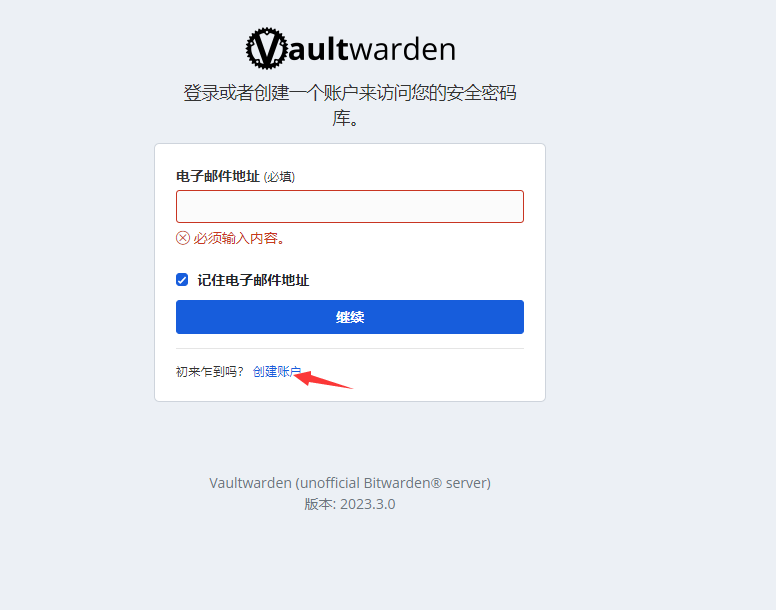 Vaultwarden
登录或者创建一个账户来访问您的安全密码
库。
电子邮件地址 (必填)
必须输入内容。
记住电子邮件地址
继续
初来乍到吗? 创建账户
Vaultwarden (unofficial Bitwarden® server)
版本: 2023.3.0